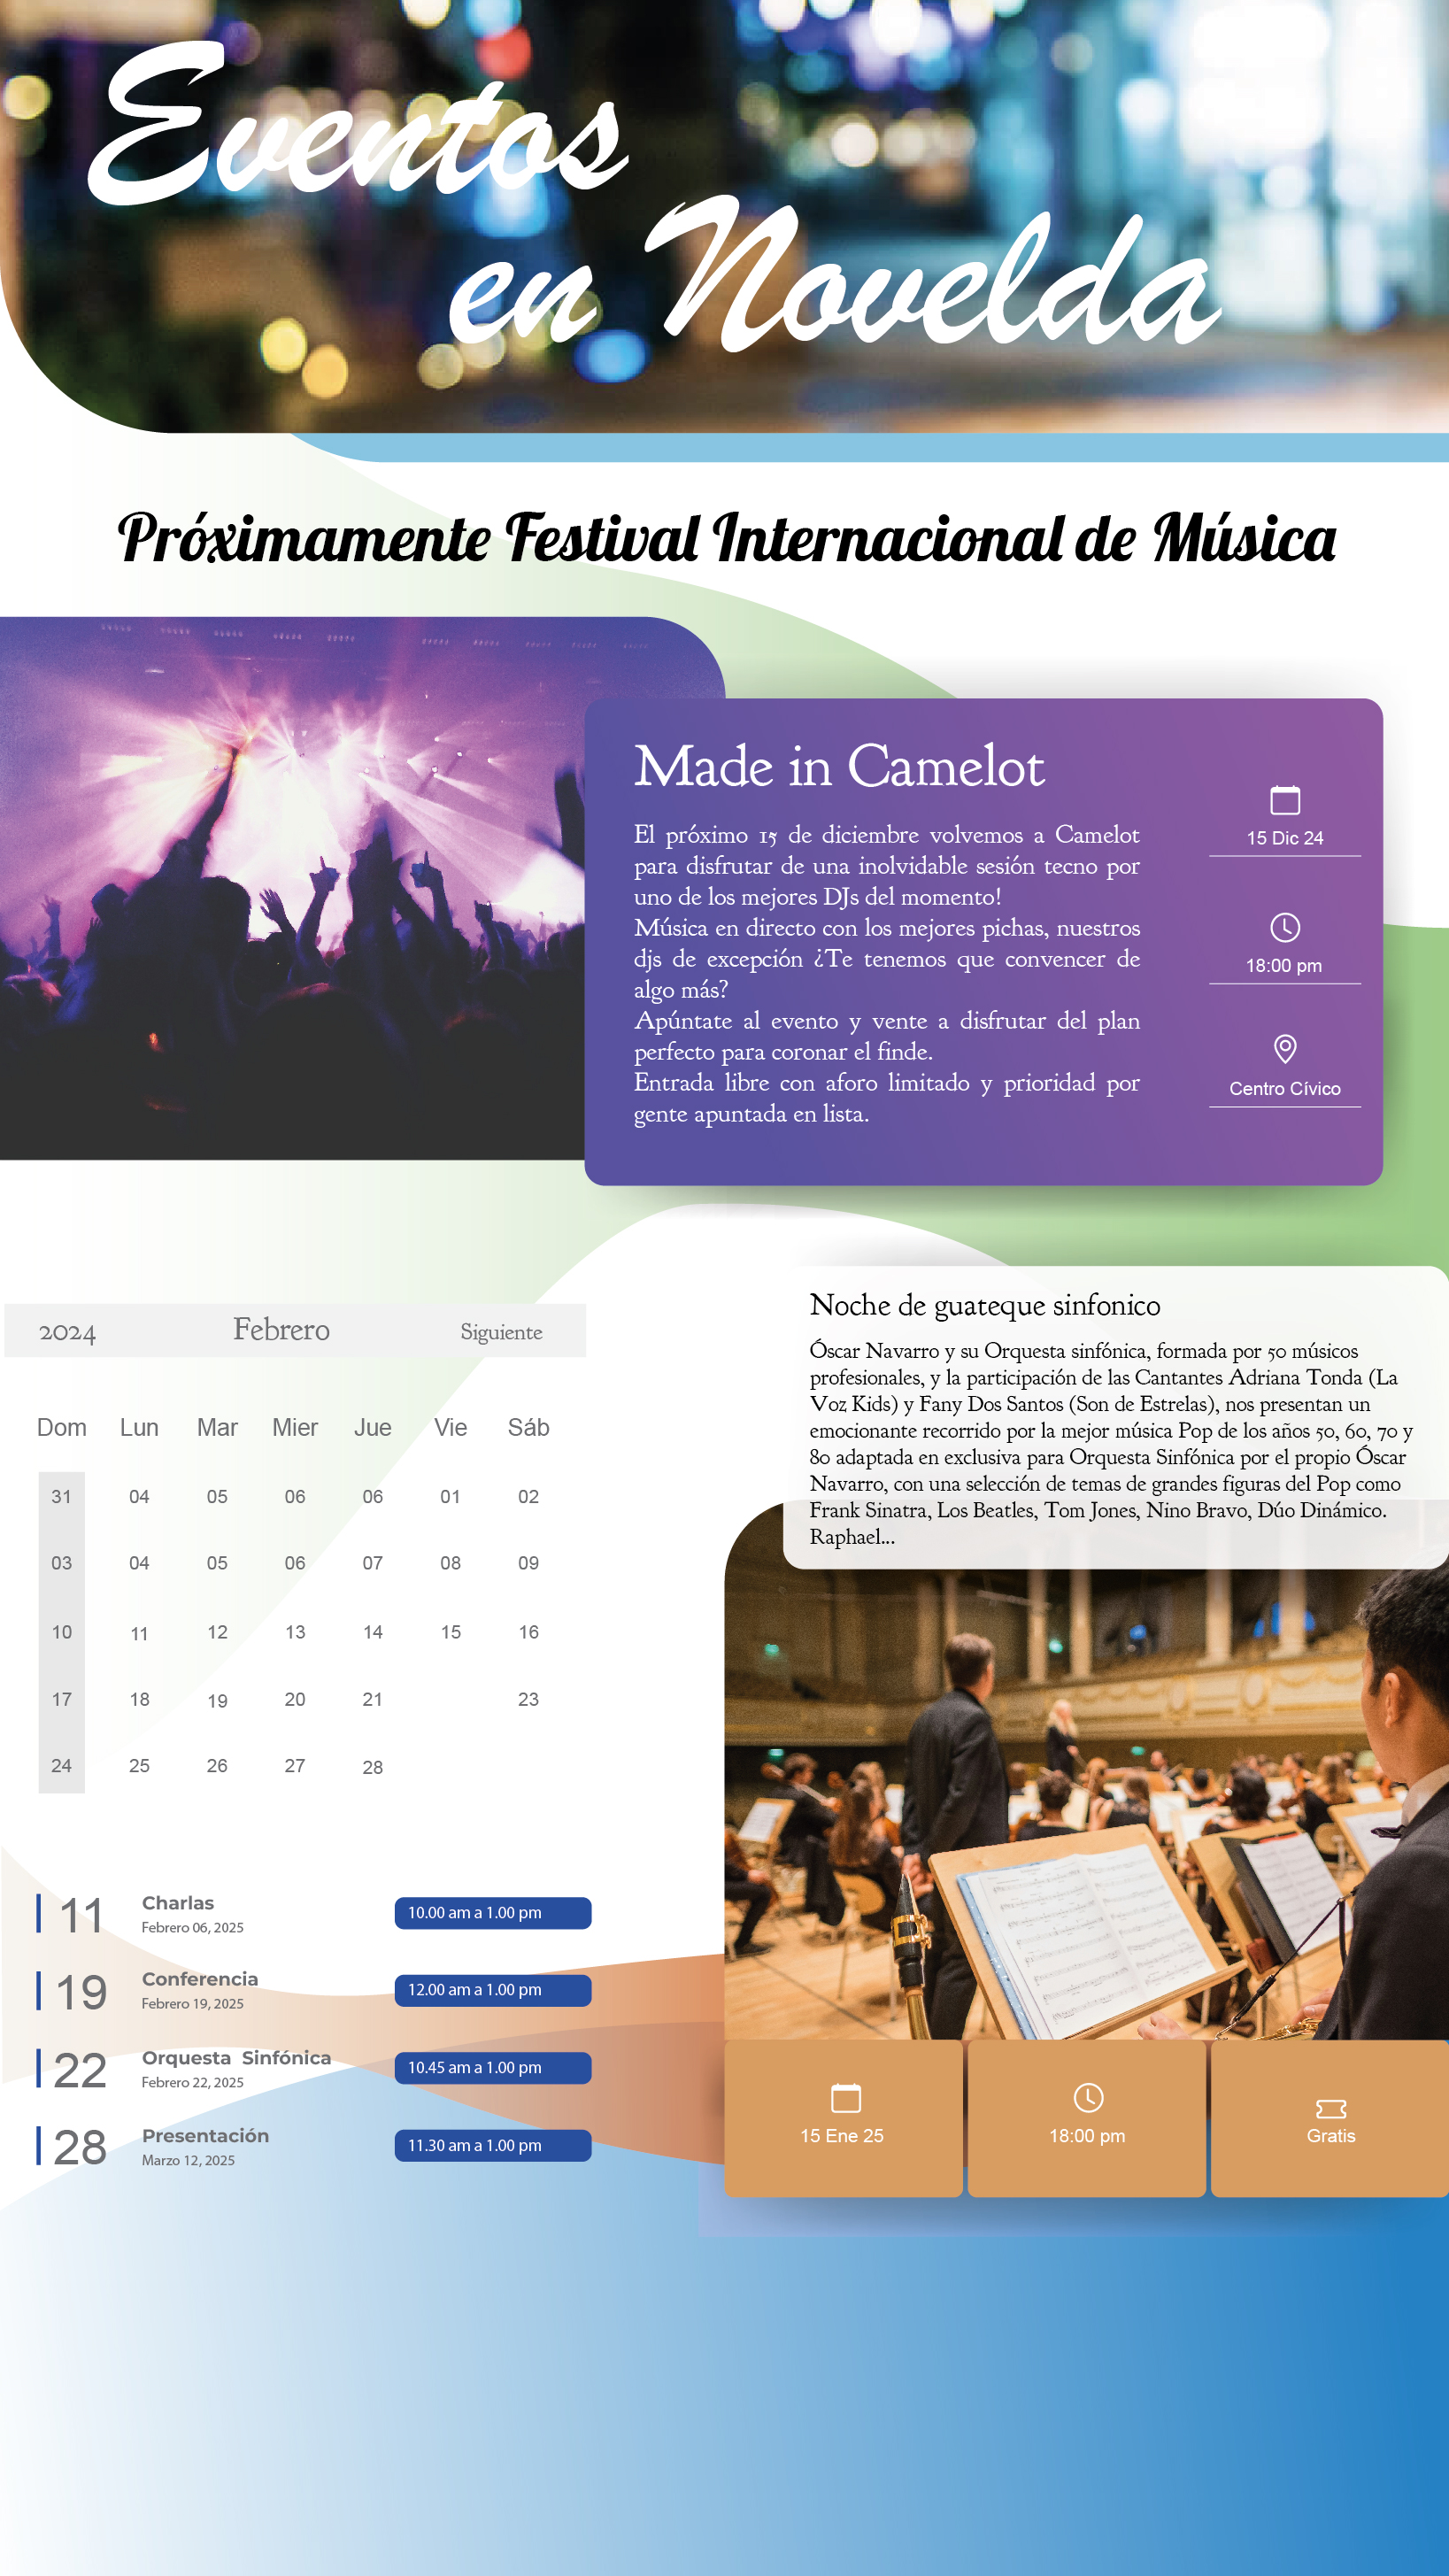 Eventos
en Novelda
Próximamente Festival Internacional de Música
Made in Camelot
El próximo 15 de diciembre volvemos a Camelot
para disfrutar de una inolvidable sesión tecno por
uno de los mejores DJs del momento!
Música en directo con los mejores pichas, nuestros
djs de excepción ¿Te tenemos que convencer de
algo más?
Apúntate al evento y vente a disfrutar del plan
perfecto para coronar el finde.
Entrada libre con aforo limitado y prioridad por
gente apuntada en lista.
15 Dic 24
18:00 pm
Centro Cívico
2024 Febrero Siguiente
Dom Lun Mar Mier Jue Vie Sáb
31 04 05 06 06 01 02
03 04 05 06 07 08 09
10 11 12 13 14 15 16
17 18 19 20 21 23
24 25 26 27 28
11 Charlas 10.00 am a 1.00 pm
Febrero 06, 2025
19 Conferencia 12.00 am a 1.00 pm
Febrero 19, 2025
22 Orquesta Sinfónica 10.45 am a 1.00 pm
Febrero 22, 2025
28 Presentación 11.30 am a 1.00 pm
Marzo 12, 2025
Noche de guateque sinfonico
Óscar Navarro y su Orquesta sinfónica, formada por 50 músicos
profesionales, y la participación de las Cantantes Adriana Tonda (La
Voz Kids) y Fany Dos Santos (Son de Estrelas), nos presentan un
emocionante recorrido por la mejor música Pop de los años 50, 60, 70 y
80 adaptada en exclusiva para Orquesta Sinfónica por el propio Óscar
Navarro, con una selección de temas de grandes figuras del Pop como
Frank Sinatra, Los Beatles, Tom Jones, Nino Bravo, Dúo Dinámico.
Raphael...
15 Ene 25
18:00 pm
Gratis